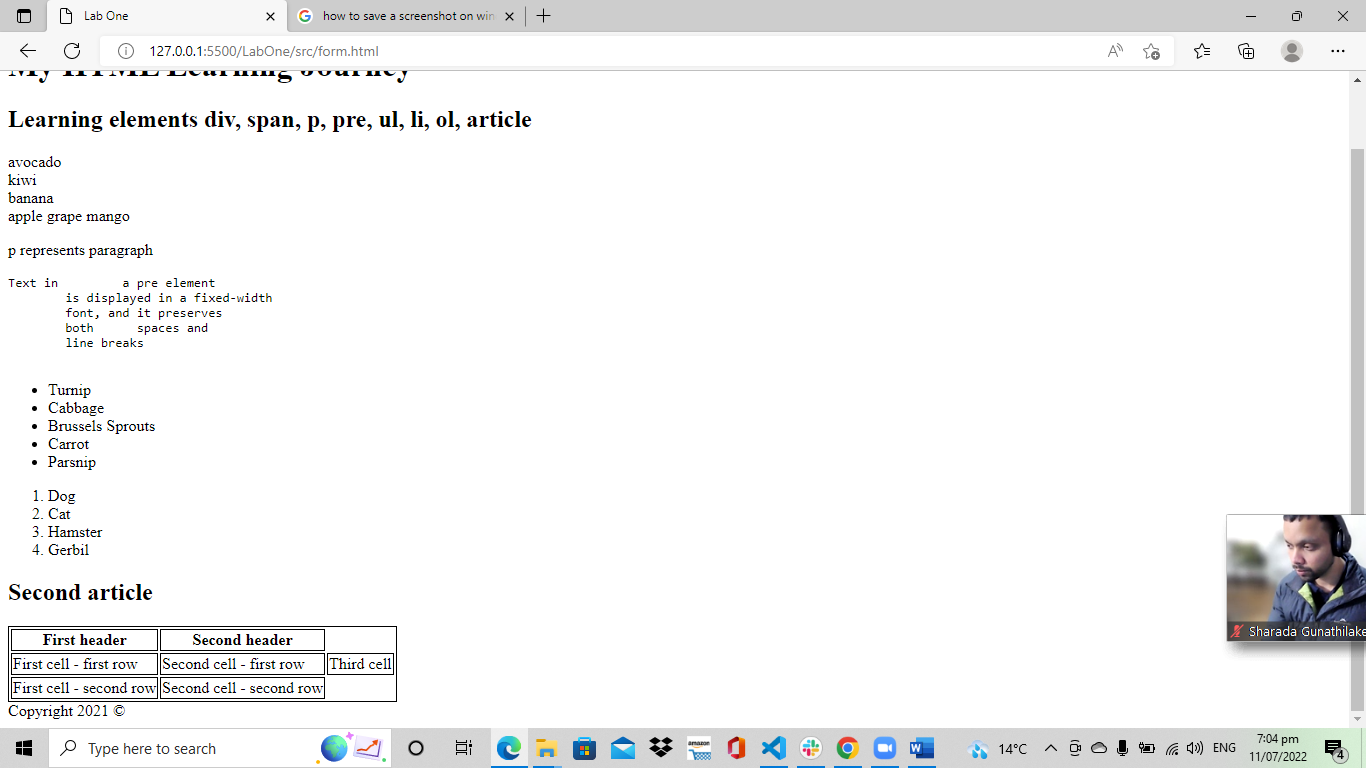 Lab One
how to save a screenshot on win
127.0.0.1:5500/LabOne/src/form.html
My HTML Learning Journey
Learning elements div, span, p, pre, ul, li, ol, article
avocado
kiwi
banana
apple grape mango
p represents paragraph
Text in         a pre element
        is displayed in a fixed-width
        font, and it preserves
        both      spaces and
        line breaks
• Turnip
• Cabbage
• Brussels Sprouts
• Carrot
• Parsnip
1. Dog
2. Cat
3. Hamster
4. Gerbil
Second article
First header Second header
First cell - first row Second cell - first row Third cell
First cell - second row Second cell - second row
Copyright 2021 ©
Sharada Gunathilake
Type here to search
amazon
14°C
ENG
7:04 pm
11/07/2022
4